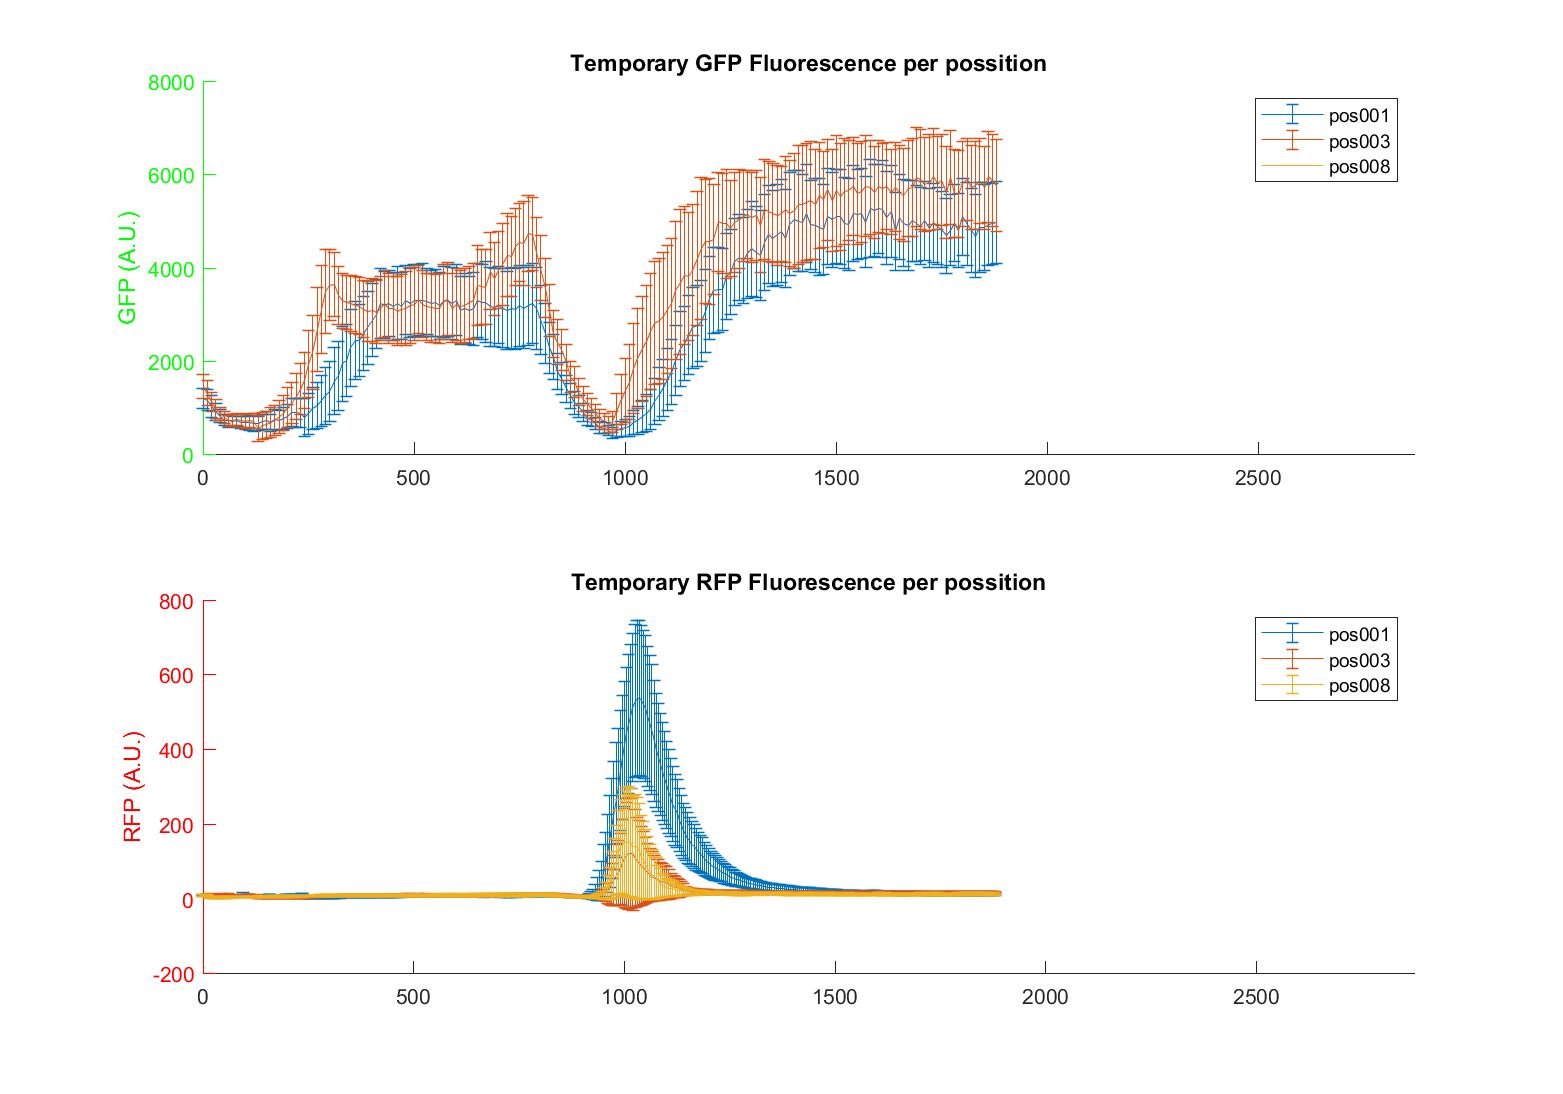 Temporary GFP Fluorescence per possition
8000
6000
4000
2000
0
GFP (A.U.)
0 500 1000 1500 2000 2500
pos001
pos003
pos008
Temporary RFP Fluorescence per possition
800
600
400
200
0
-200
RFP (A.U.)
0 500 1000 1500 2000 2500
pos001
pos003
pos008